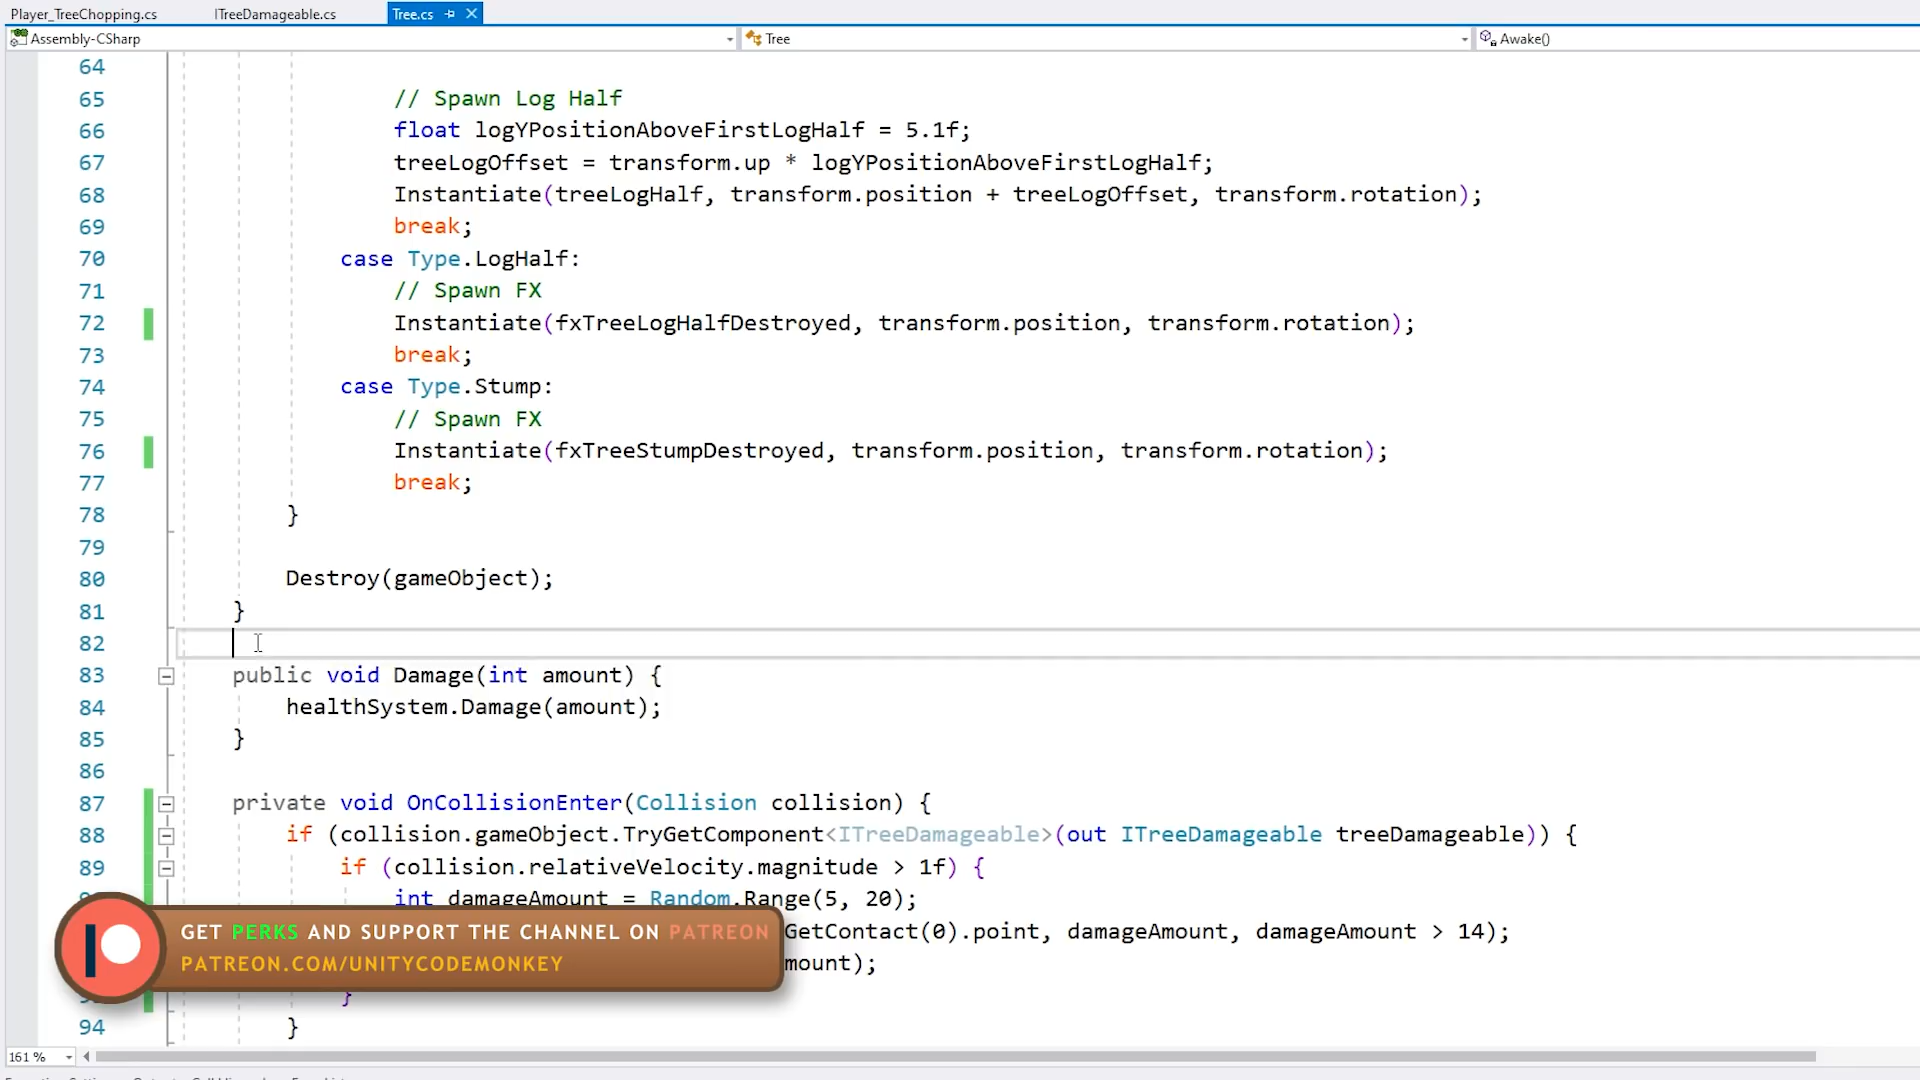 Player_TreeChopping.cs ITreeDamageable.cs Tree.cs
Assembly-CSharp Tree Awake()
64
65 // Spawn Log Half
66 float logYPositionAboveFirstLogHalf = 5.1f;
67 treeLogOffset = transform.up * logYPositionAboveFirstLogHalf;
68 Instantiate(treeLogHalf, transform.position + treeLogOffset, transform.rotation);
69 break;
70 case Type.LogHalf:
71 // Spawn FX
72 Instantiate(fxTreeLogHalfDestroyed, transform.position, transform.rotation);
73 break;
74 case Type.Stump:
75 // Spawn FX
76 Instantiate(fxTreeStumpDestroyed, transform.position, transform.rotation);
77 break;
78 }
79
80 Destroy(gameObject);
81 }
82
83 public void Damage(int amount) {
84 healthSystem.Damage(amount);
85 }
86
87 private void OnCollisionEnter(Collision collision) {
88 if (collision.gameObject.TryGetComponent<ITreeDamageable>(out ITreeDamageable treeDamageable)) {
89 if (collision.relativeVelocity.magnitude > 1f) {
int damageAmount = Random.Range(5, 20);
GetContact(0).point, damageAmount, damageAmount > 14);
mount);
}
94 }
GET PERKS AND SUPPORT THE CHANNEL ON PATREON
PATREON.COM/UNITYCODEMONKEY
161 %